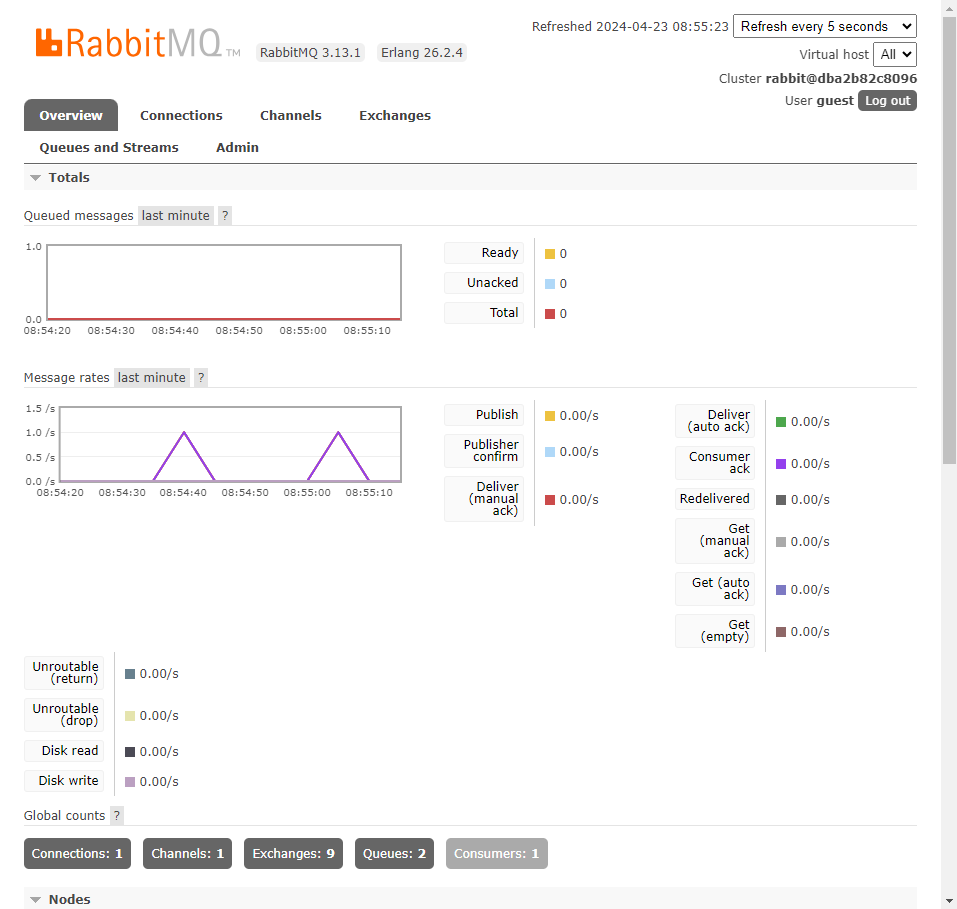 Refreshed 2024-04-23 08:55:23 Refresh every 5 seconds
RabbitMQ TM RabbitMQ 3.13.1 Erlang 26.2.4
Virtual host All
Cluster rabbit@dba2b82c8096
User guest Log out
Overview Connections Channels Exchanges
Queues and Streams Admin
Totals
Queued messages last minute ?
1.0
0.0
08:54:20 08:54:30 08:54:40 08:54:50 08:55:00 08:55:10
Ready 0
Unacked 0
Total 0
Message rates last minute ?
1.5 /s
1.0 /s
0.5 /s
0.0 /s
08:54:20 08:54:30 08:54:40 08:54:50 08:55:00 08:55:10
Publish 0.00/s
Publisher
confirm 0.00/s
Deliver
(manual
ack) 0.00/s
Deliver
(auto ack) 0.00/s
Consumer
ack 0.00/s
Redelivered 0.00/s
Get
(manual
ack) 0.00/s
Get (auto
ack) 0.00/s
Get
(empty) 0.00/s
Unroutable
(return) 0.00/s
Unroutable
(drop) 0.00/s
Disk read 0.00/s
Disk write 0.00/s
Global counts ?
Connections: 1 Channels: 1 Exchanges: 9 Queues: 2 Consumers: 1
Nodes